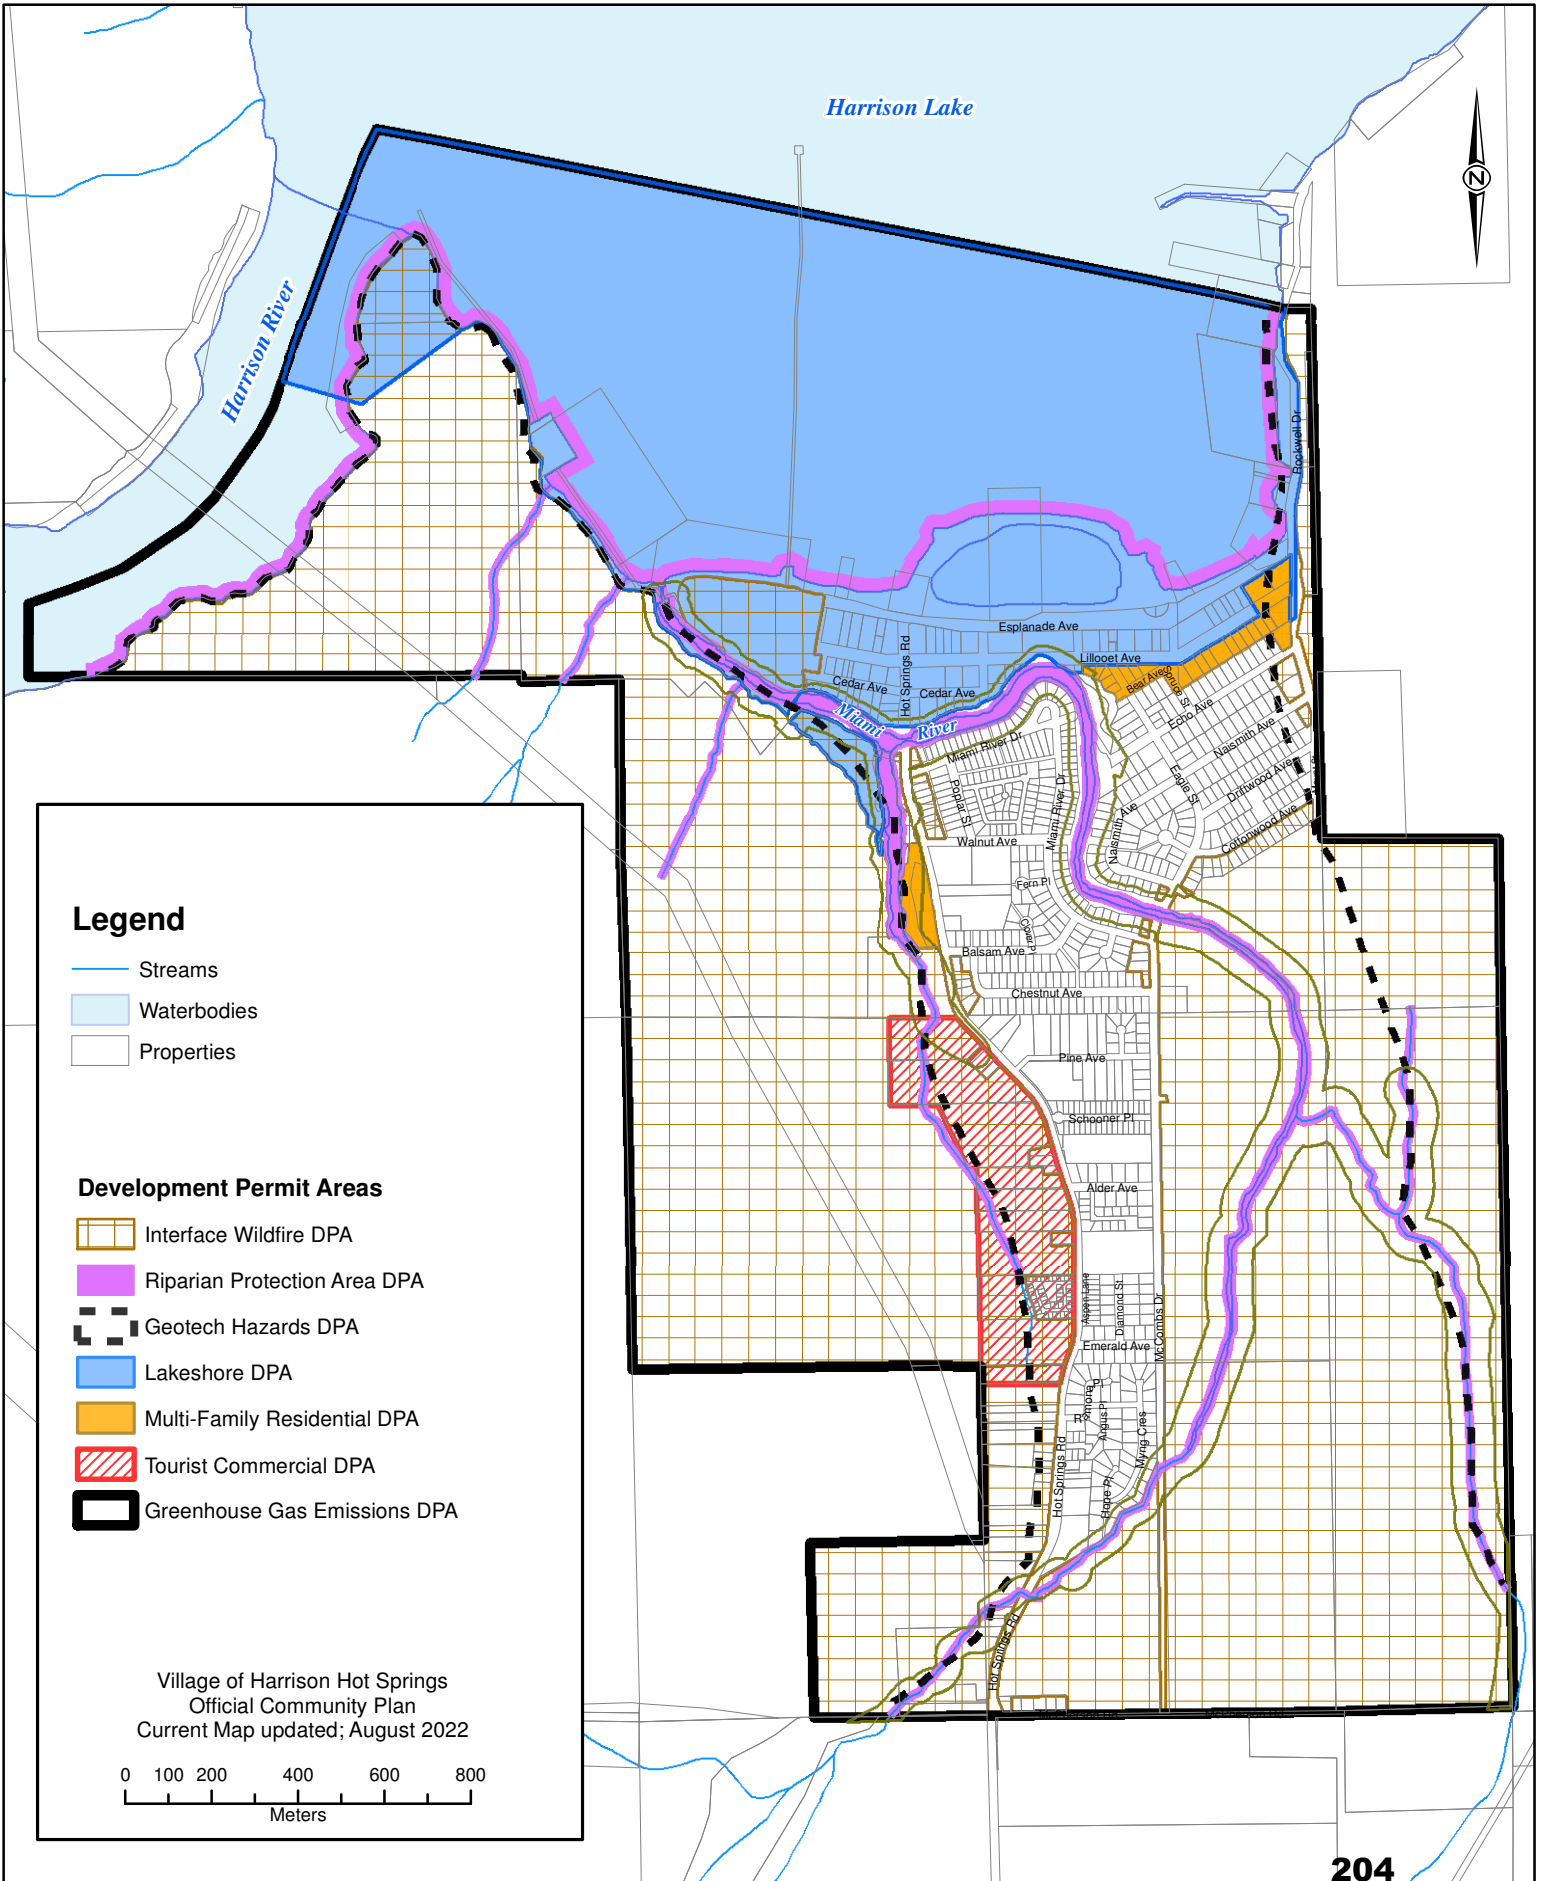 Harrison Lake
N
Harrison River
Rockwell Dr
Esplanade Ave
Lillooet Ave
Hot Springs Rd
Cedar Ave
Cedar Ave
Bear Ave
Spruce St
Echo Ave
Miami
River
Naismith Ave
Miami River Dr
Eagle St
Driftwood Ave
Poplar St
Miami River Dr
Naismith Ave
Cottonwood Ave
Walnut Ave
Fern Pl
Clover Pl
Balsam Ave
Chestnut Ave
Pine Ave
Schooner Pl
Alder Ave
Aspen Lane
Diamond St
McCombs Dr
Emerald Ave
Angus Pl
Myng Cres
Hot Springs Rd
Hope Pl
Hot Springs Rd
Legend
Streams
Waterbodies
Properties
Development Permit Areas
Interface Wildfire DPA
Riparian Protection Area DPA
Geotech Hazards DPA
Lakeshore DPA
Multi-Family Residential DPA
Tourist Commercial DPA
Greenhouse Gas Emissions DPA
Village of Harrison Hot Springs
Official Community Plan
Current Map updated; August 2022
0 100 200 400 600 800
Meters
204